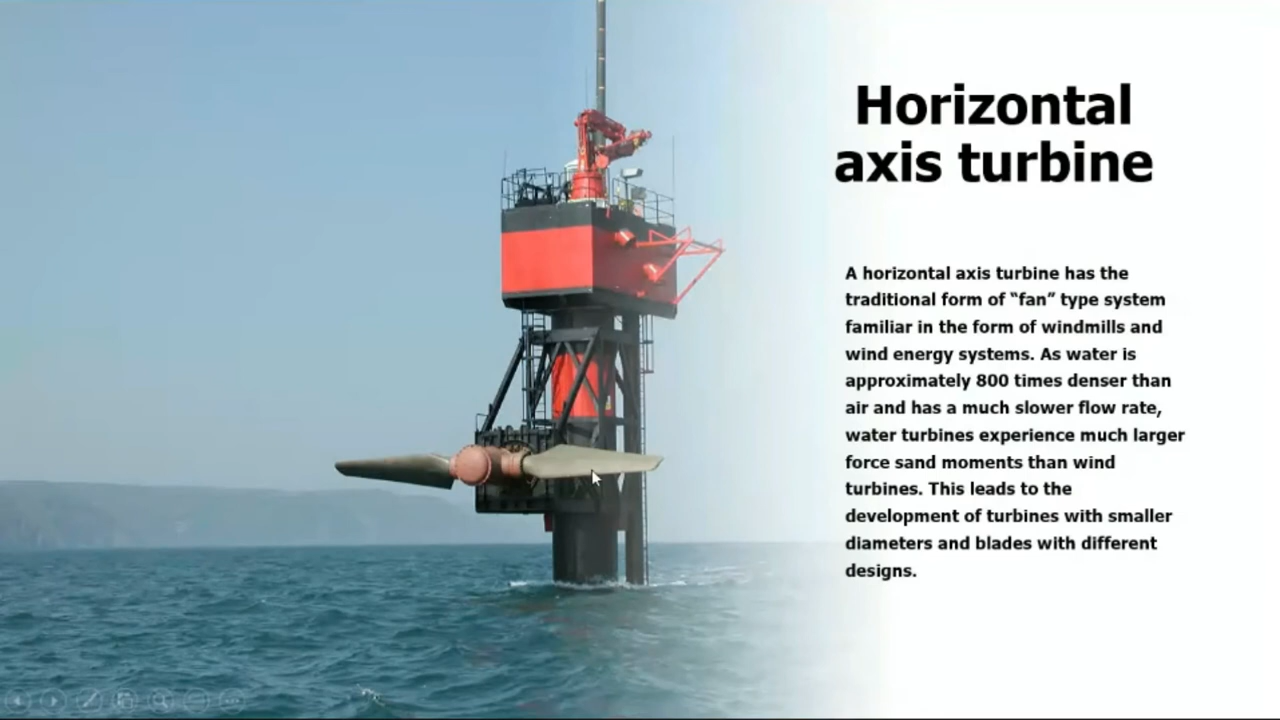 Horizontal
axis turbine
A horizontal axis turbine has the
traditional form of “fan” type system
familiar in the form of windmills and
wind energy systems. As water is
approximately 800 times denser than
air and has a much slower flow rate,
water turbines experience much larger
force sand moments than wind
turbines. This leads to the
development of turbines with smaller
diameters and blades with different
designs.